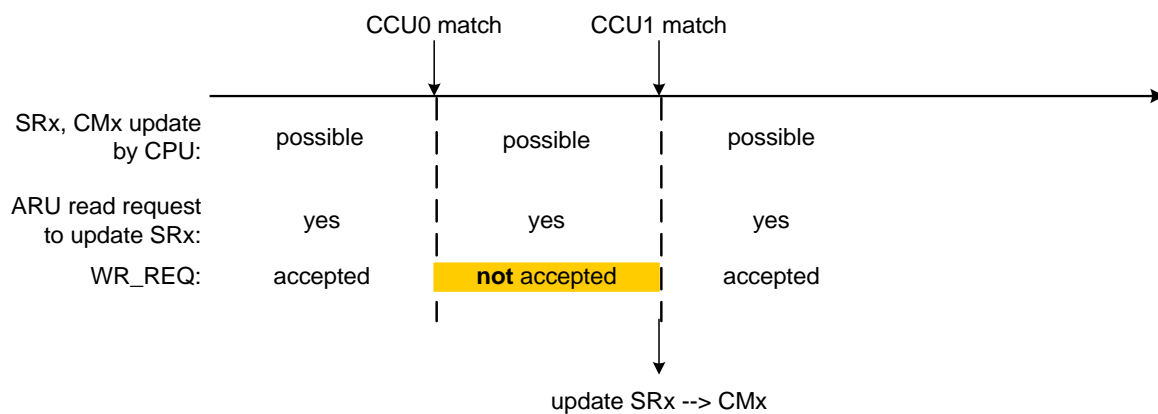 CCU0 match CCU1 match
SRx, CMx update
by CPU:
possible possible possible
ARU read request
to update SRx:
yes yes yes
WR_REQ: accepted not accepted accepted
update SRx --> CMx